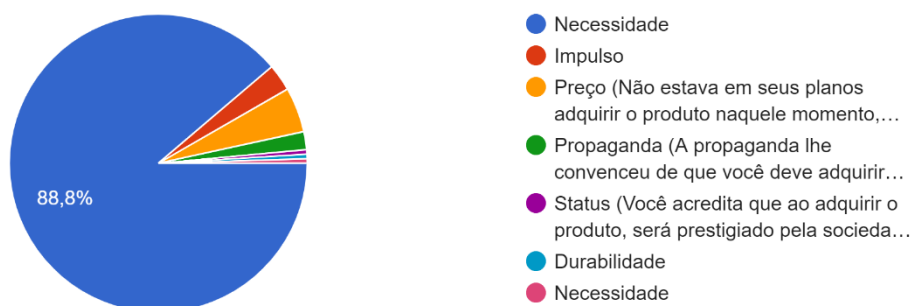 88,8%
Necessidade
Impulso
Preço (Não estava em seus planos
adquirir o produto naquele momento,…
Propaganda (A propaganda lhe
convenceu de que você deve adquirir…
Status (Você acredita que ao adquirir o
produto, será prestigiado pela socieda…
Durabilidade
Necessidade